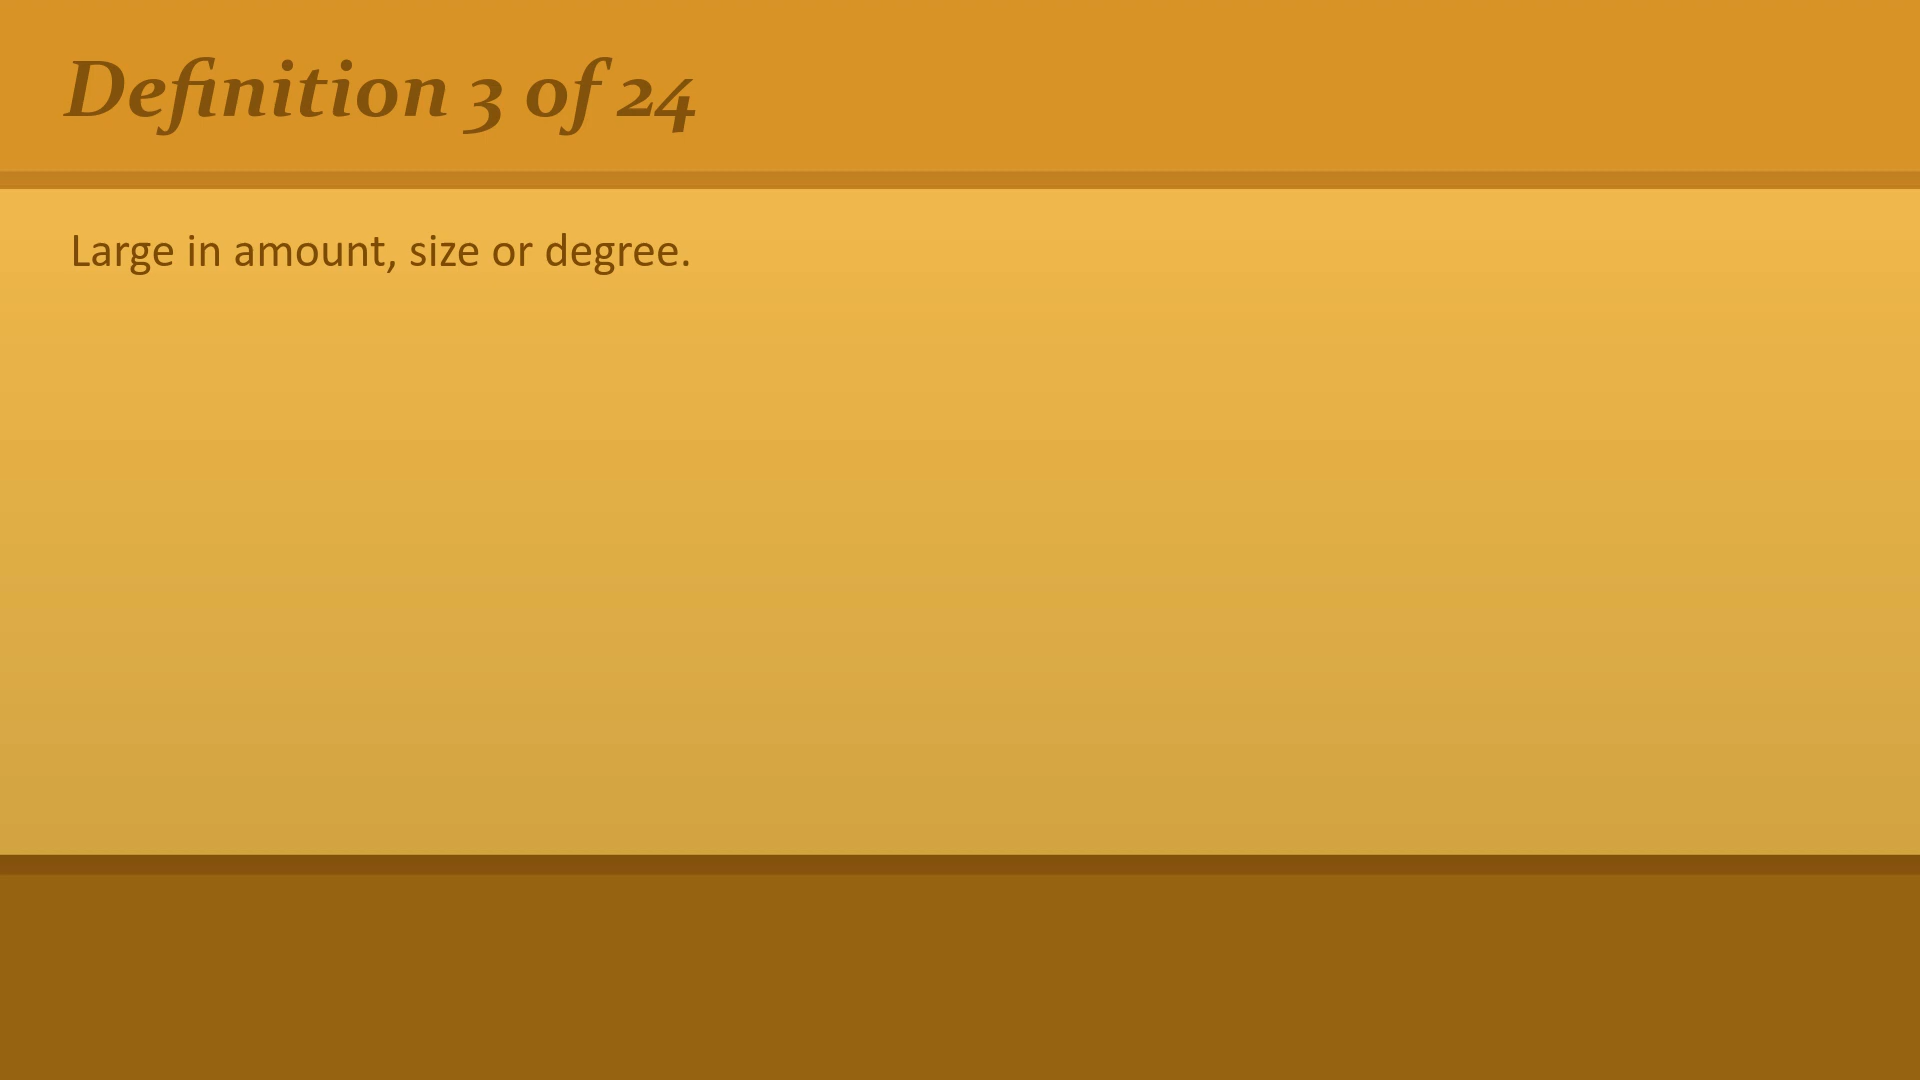 Definition 3 of 24
Large in amount, size or degree.